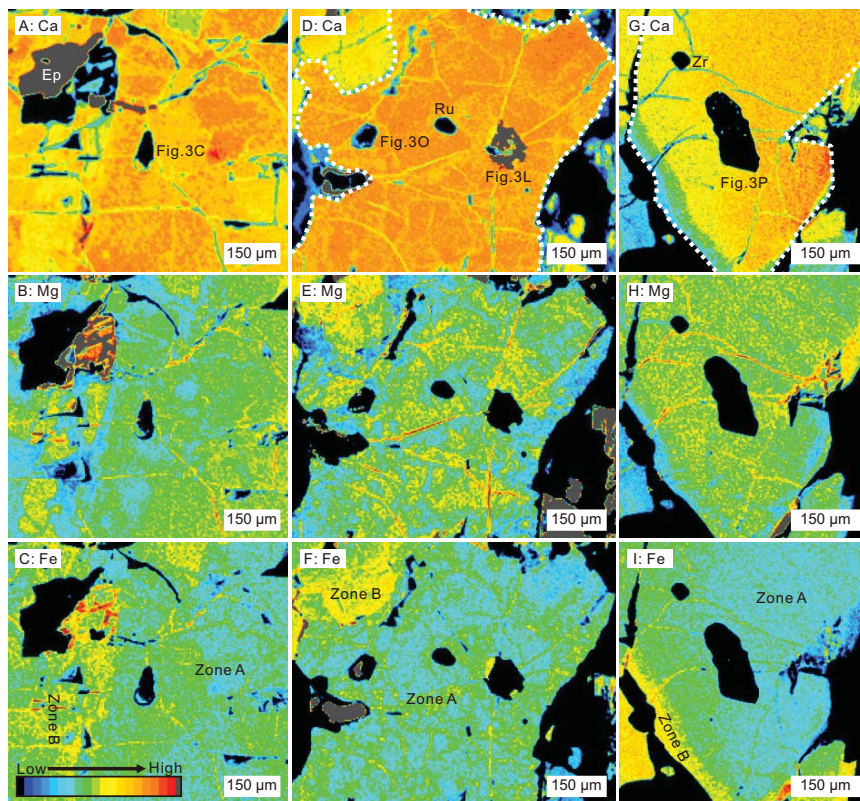 A: Ca
Ep
Fig.3C
150 µm
D: Ca
Ru
Fig.3O
Fig.3L
150 µm
G: Ca
Zr
Fig.3P
150 µm
B: Mg
150 µm
E: Mg
150 µm
H: Mg
150 µm
C: Fe
Zone A
Zone B
Low High
150 µm
F: Fe
Zone B
Zone A
150 µm
I: Fe
Zone A
Zone B
150 µm